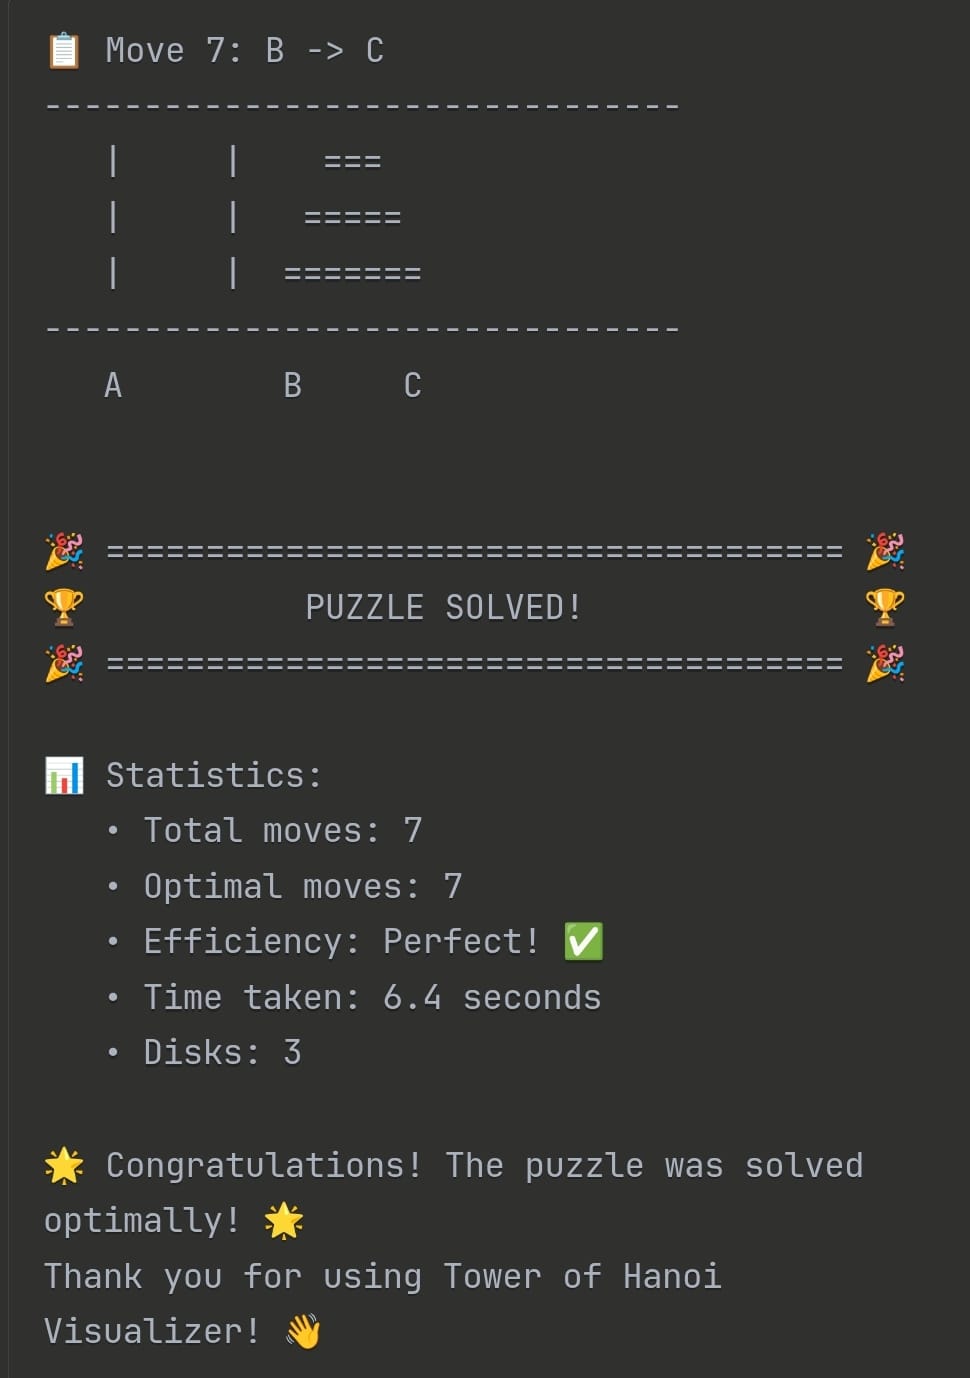 📋 Move 7: B -> C
--------------------------------
   |     |    ===
   |     |   =====
   |     |  =======
--------------------------------
   A        B     C
🎉 ===================================== 🎉
🏆           PUZZLE SOLVED!              🏆
🎉 ===================================== 🎉
📊 Statistics:
   • Total moves: 7
   • Optimal moves: 7
   • Efficiency: Perfect! ✅
   • Time taken: 6.4 seconds
   • Disks: 3
🌟 Congratulations! The puzzle was solved
optimally! 🌟
Thank you for using Tower of Hanoi
Visualizer! 👋